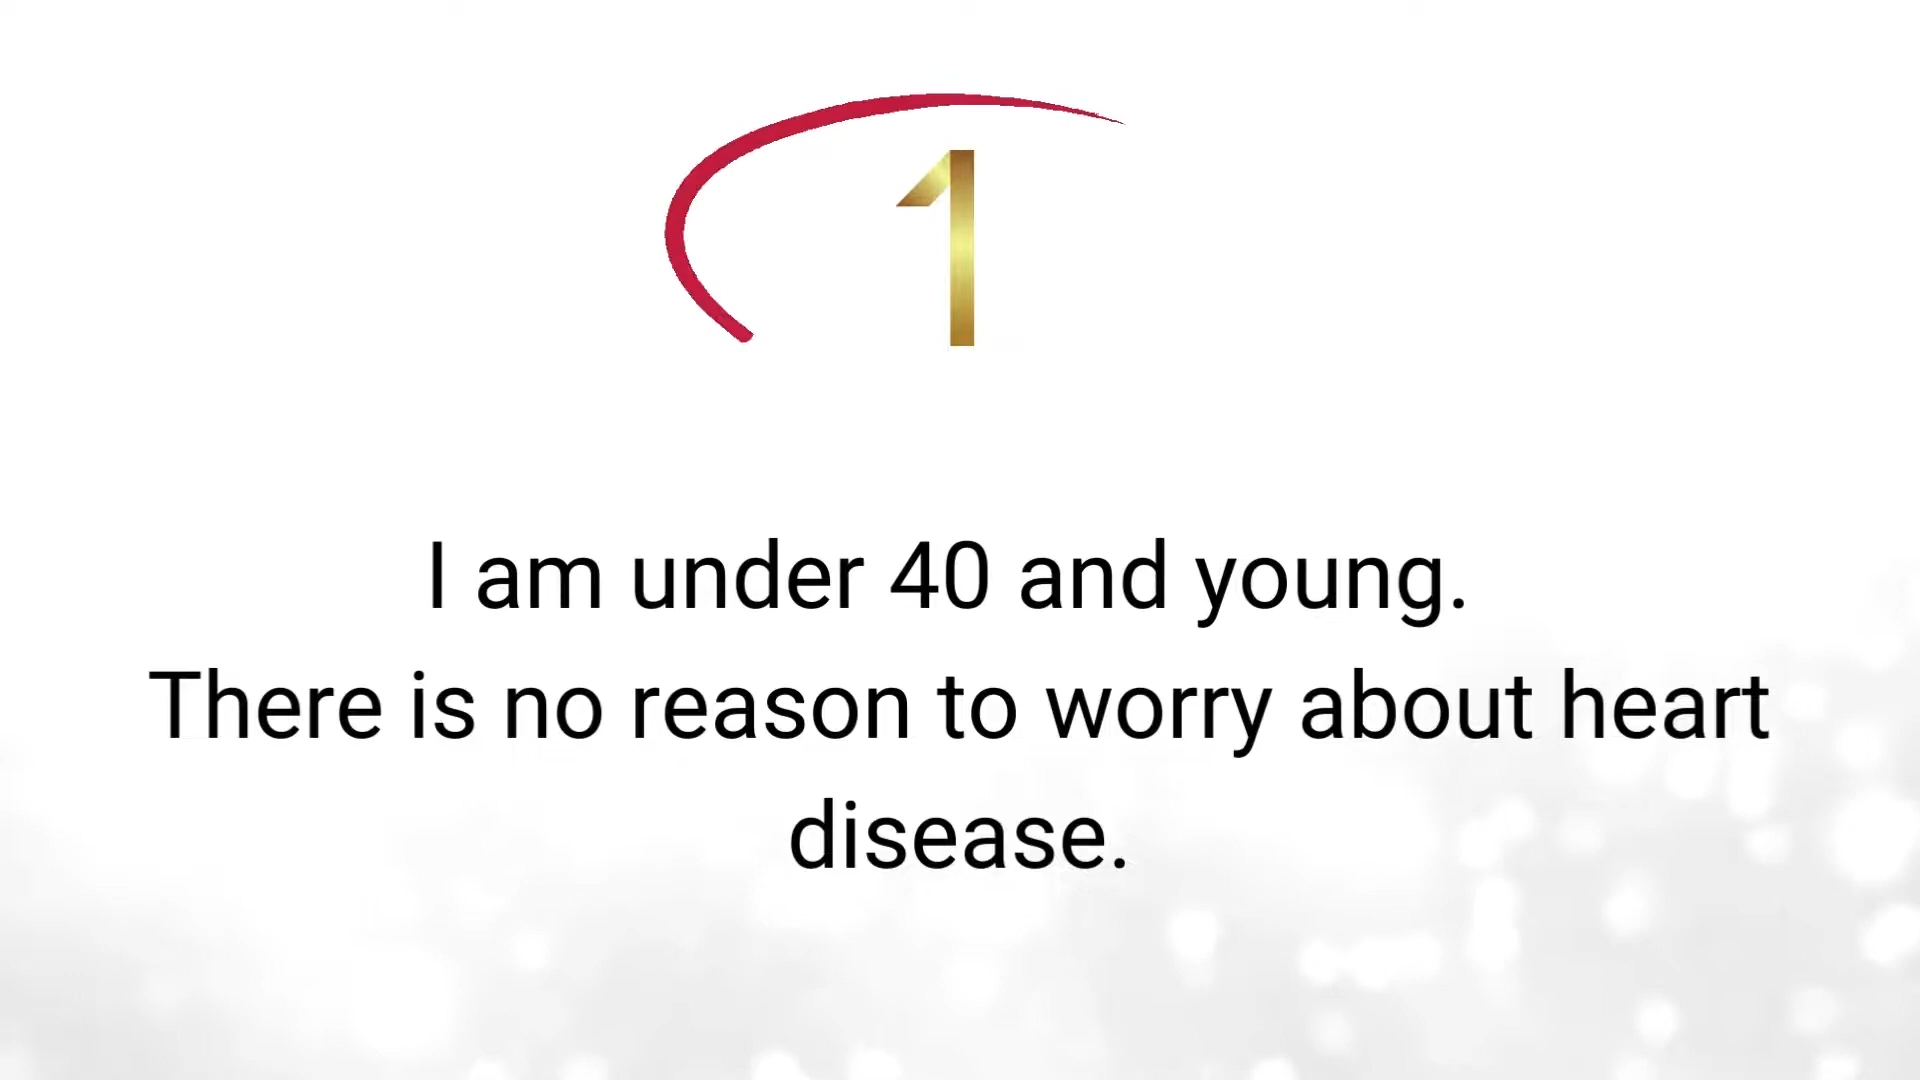 1
I am under 40 and young.
There is no reason to worry about heart
disease.